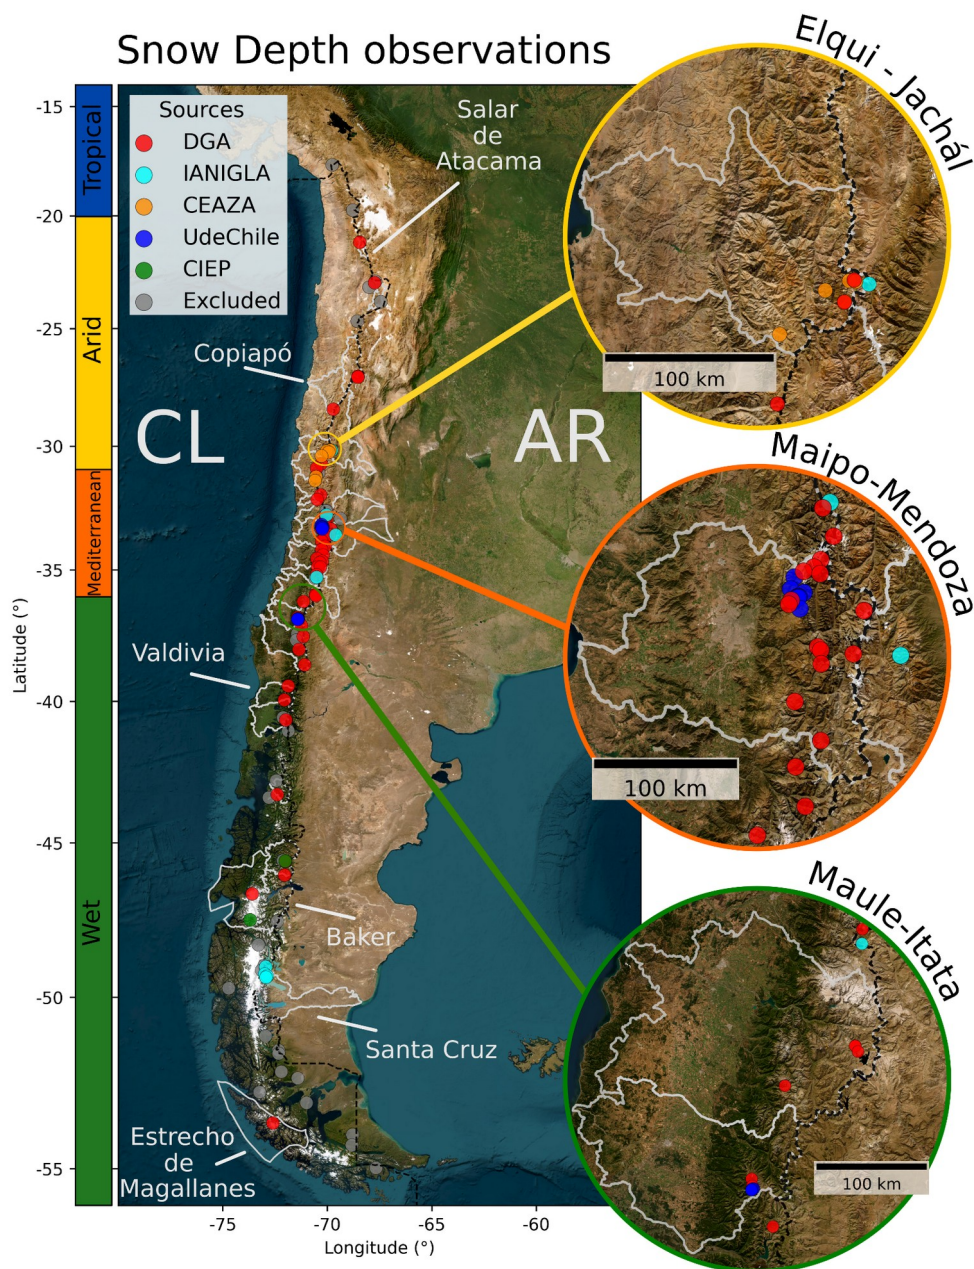 Snow Depth observations
Sources
DGA
IANIGLA
CEAZA
UdeChile
CIEP
Excluded
Salar
de
Atacama
Copiapó
CL
AR
Valdivia
Baker
Santa Cruz
Estrecho
de
Magallanes
Elqui - Jachál
100 km
Maipo-Mendoza
100 km
Maule-Itata
100 km
Tropical
Arid
Mediterranean
Wet
Latitude (°)
-15
-20
-25
-30
-35
-40
-45
-50
-55
-75
-70
-65
-60
Longitude (°)